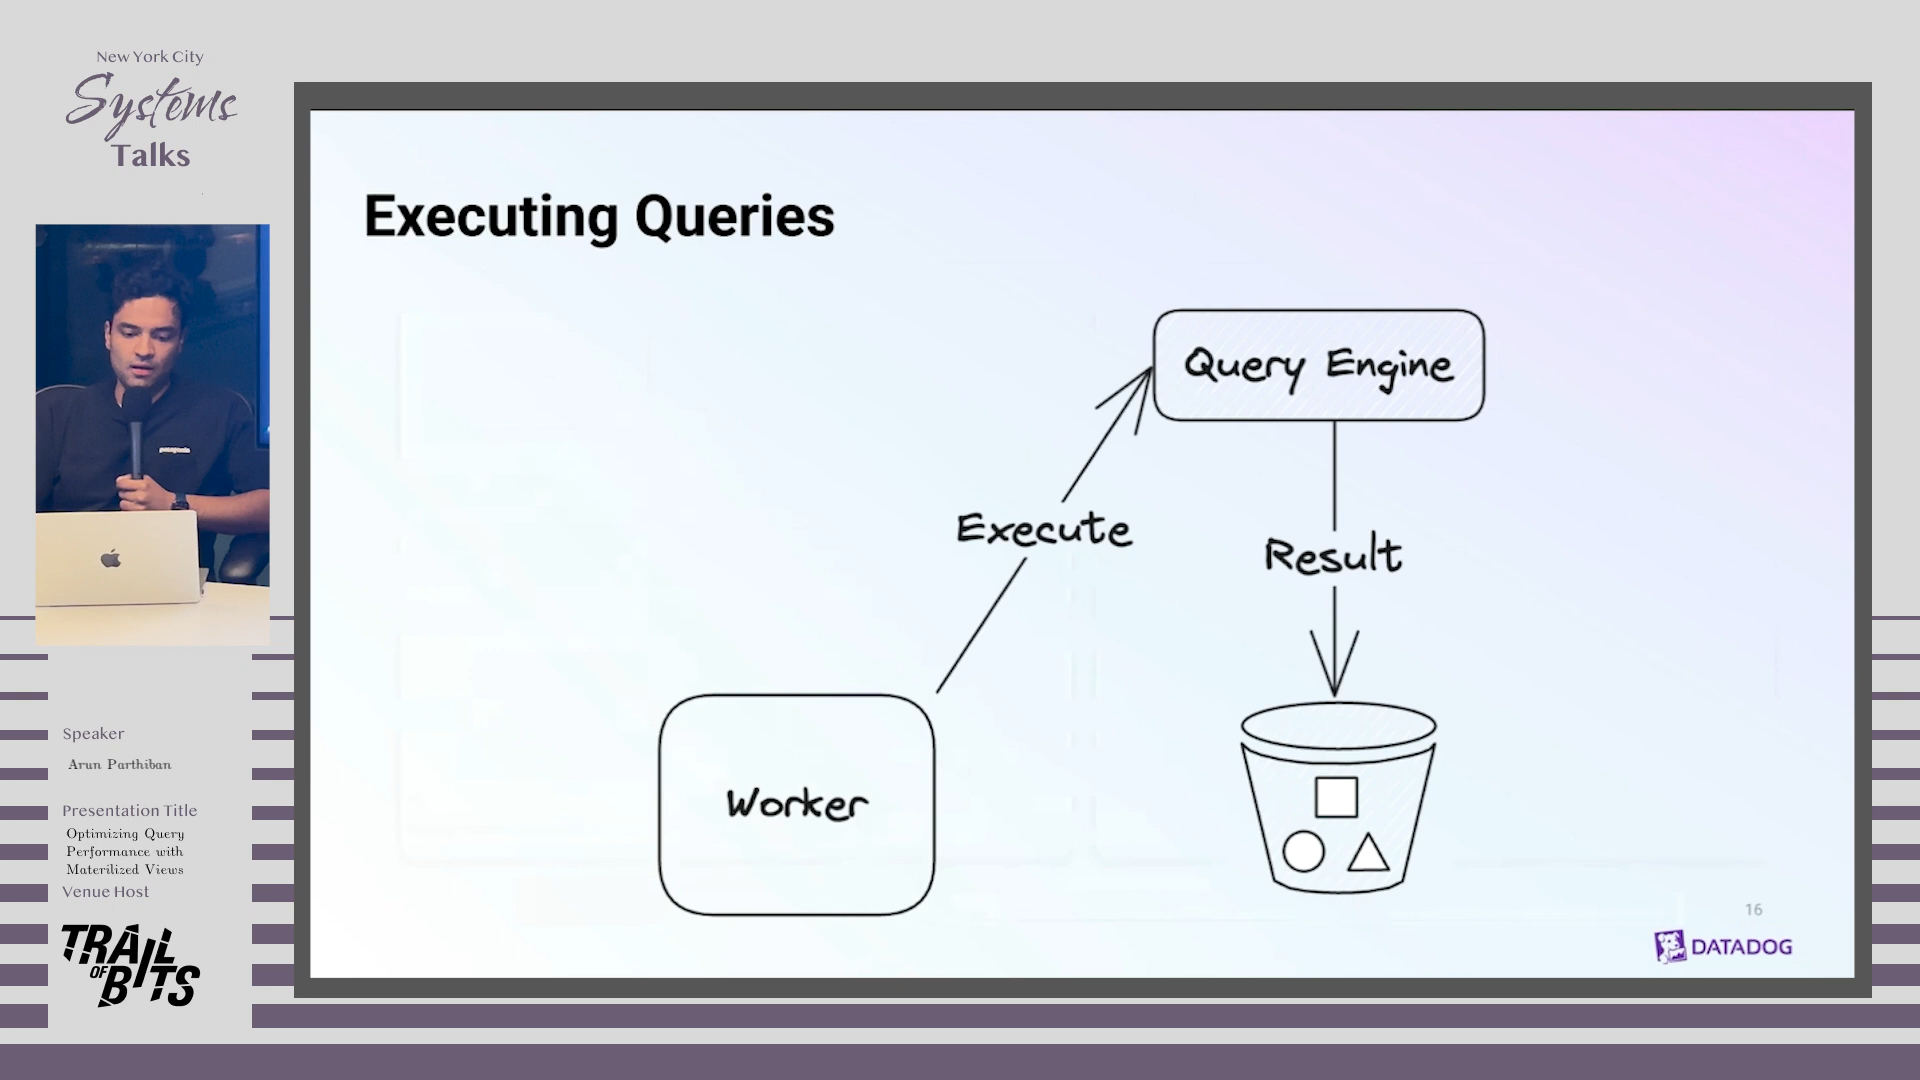 New York City
Systems
Talks
Executing Queries
Query Engine
Execute
Result
Worker
16
DATADOG
patagonia
Speaker
Arun Parthiban
Presentation Title
Optimizing Query
Performance with
Materilized Views
Venue Host
TRAIL
OF
BITS